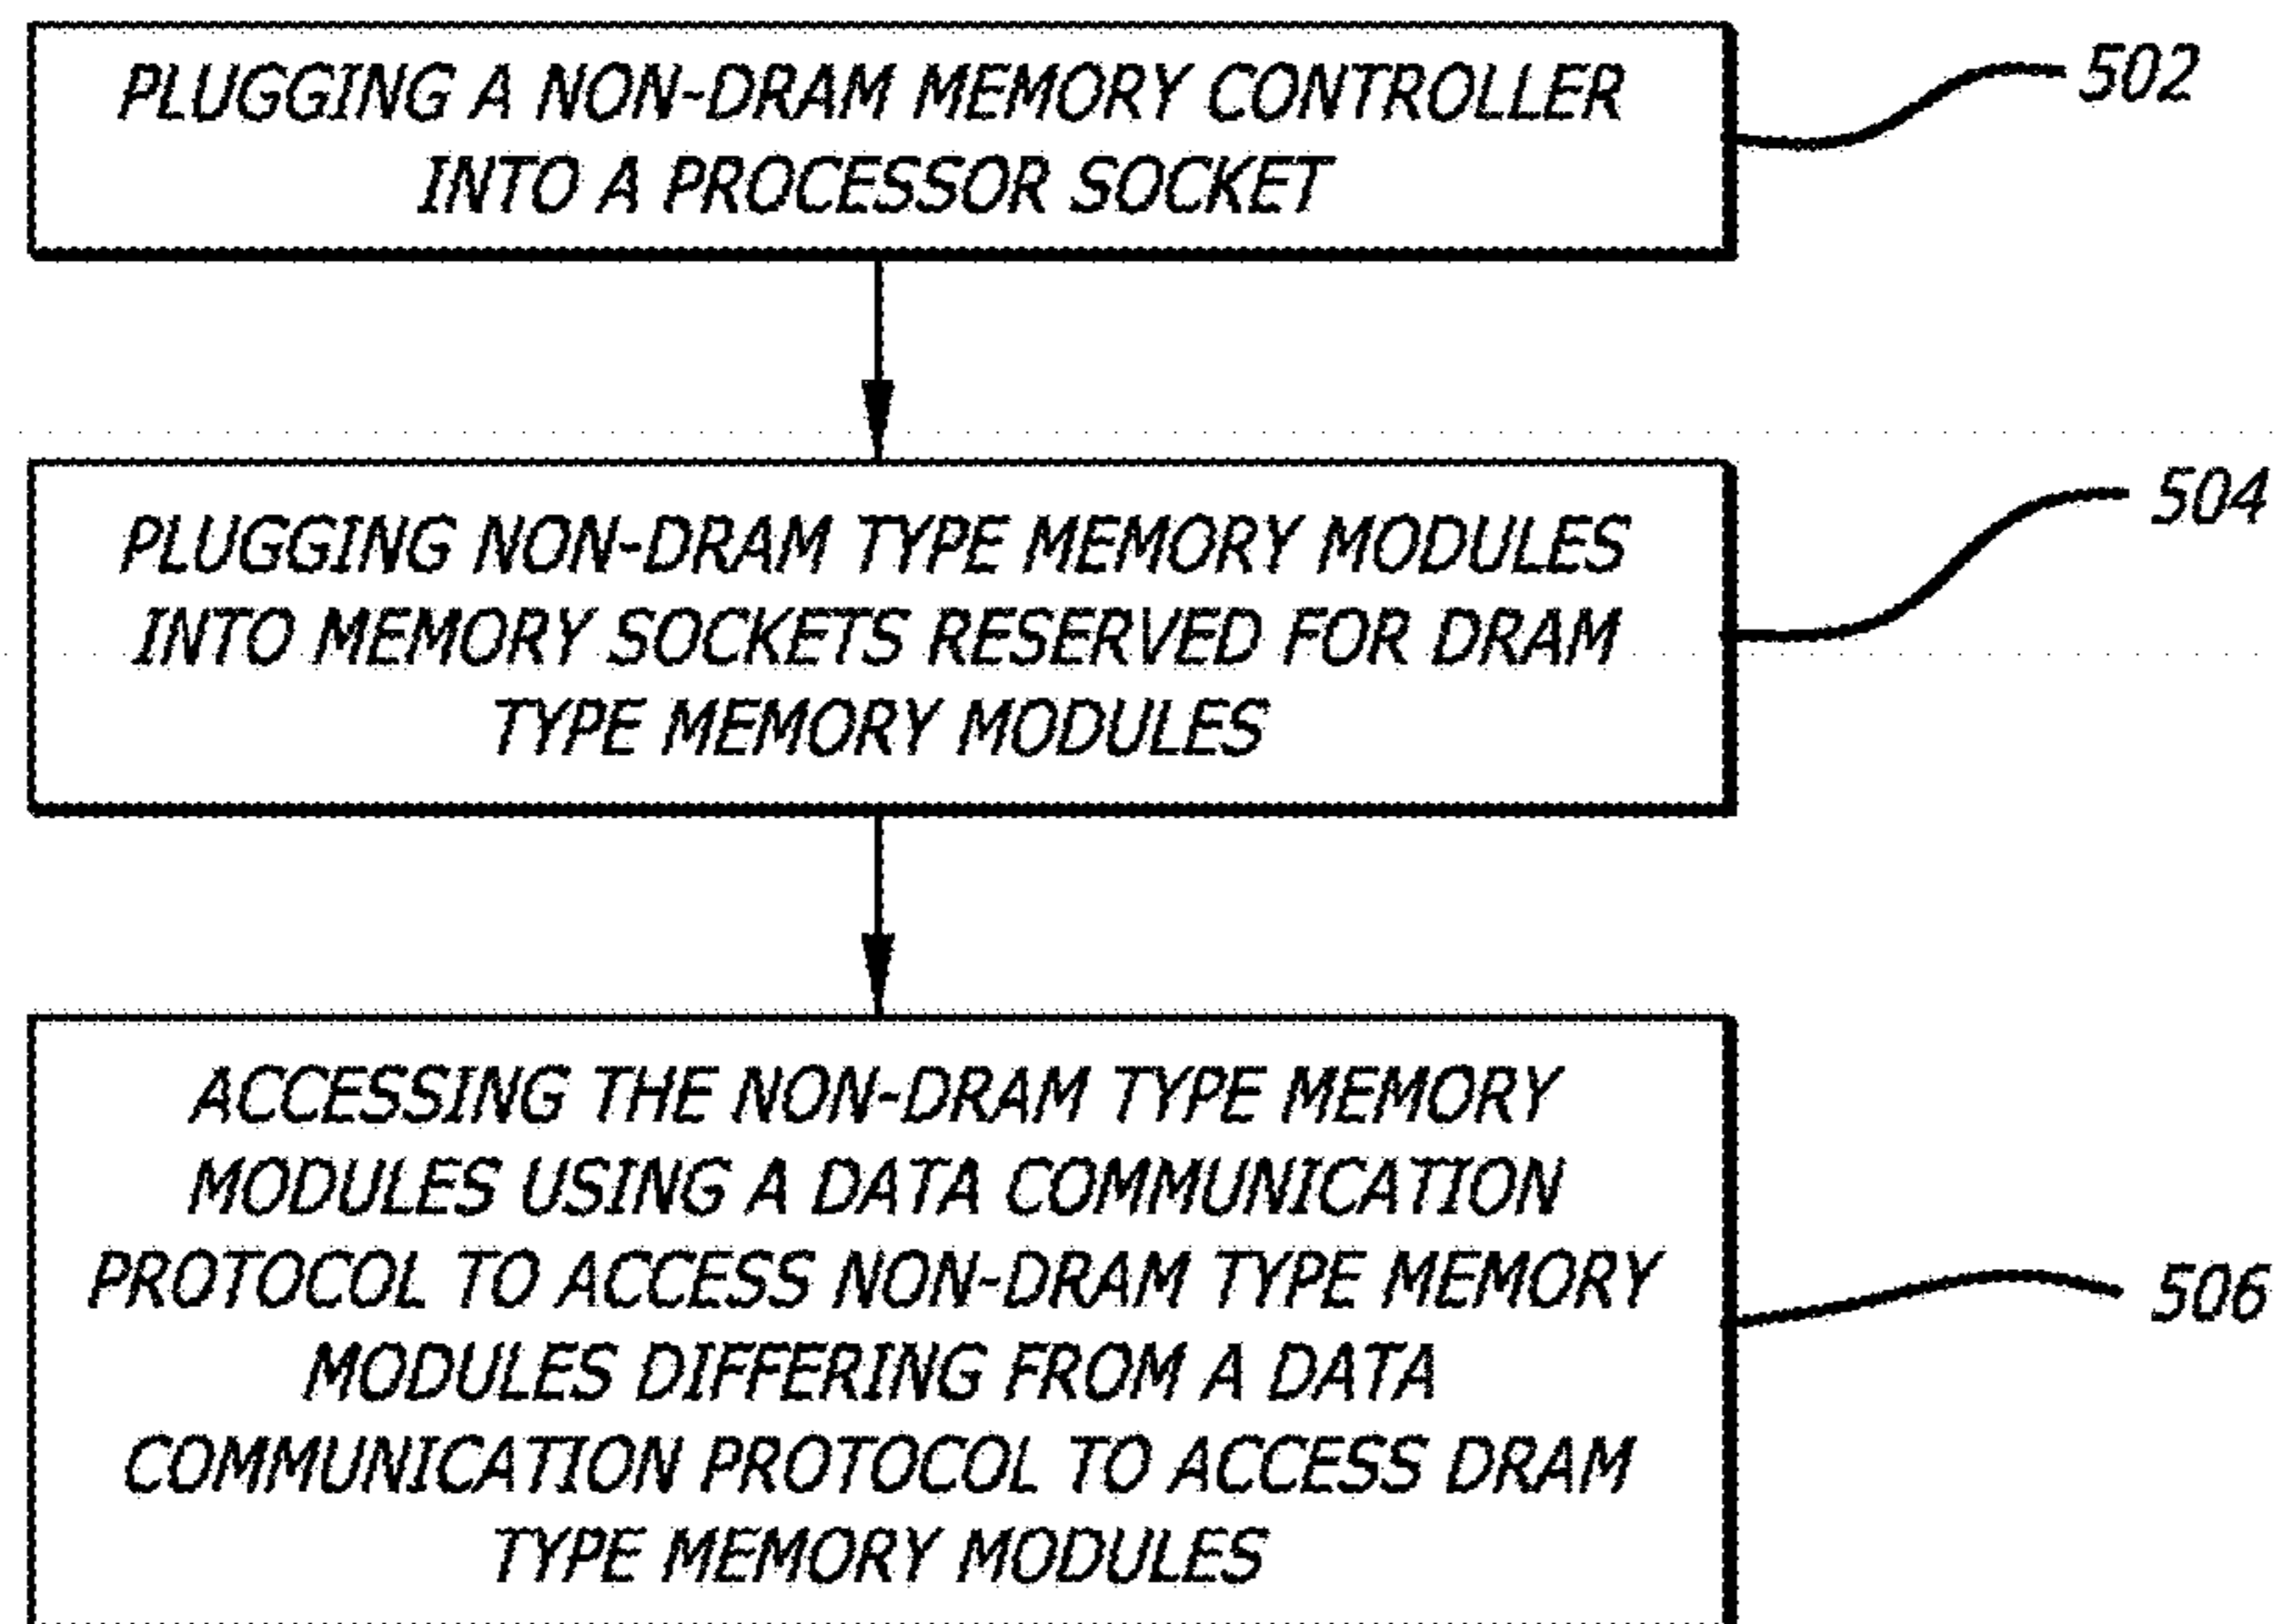 PLUGGING A NON-DRAM MEMORY CONTROLLER
INTO A PROCESSOR SOCKET
502
PLUGGING NON-DRAM TYPE MEMORY MODULES
INTO MEMORY SOCKETS RESERVED FOR DRAM
TYPE MEMORY MODULES
504
ACCESSING THE NON-DRAM TYPE MEMORY
MODULES USING A DATA COMMUNICATION
PROTOCOL TO ACCESS NON-DRAM TYPE MEMORY
MODULES DIFFERING FROM A DATA
COMMUNICATION PROTOCOL TO ACCESS DRAM
TYPE MEMORY MODULES
506